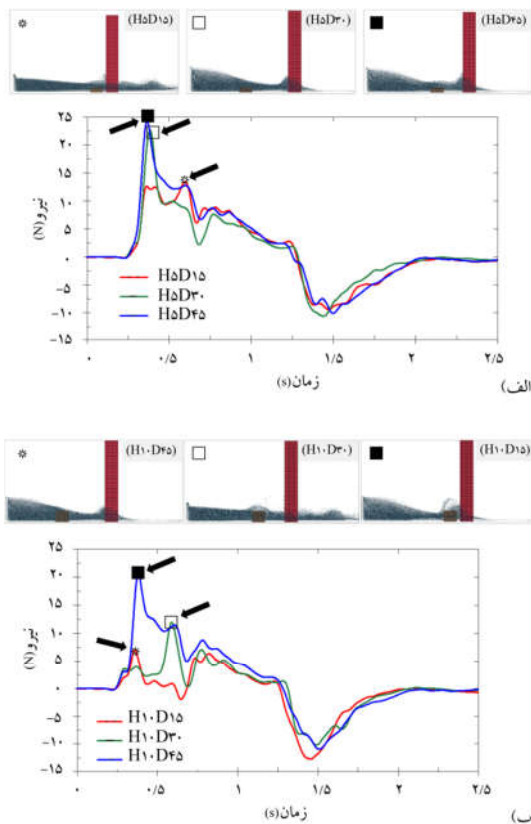 (H۵D۱۵)
(H۵D۳۰)
(H۵D۴۵)
۲۵
۲۰
۱۵
۱۰
۵
۰
-۵
-۱۰
-۱۵
نیرو(N)
H۵D۱۵
H۵D۳۰
H۵D۴۵
۰ ۰/۵ ۱ ۱/۵ ۲ ۲/۵
زمان(s)
الف)
(H۱۰D۴۵)
(H۱۰D۳۰)
(H۱۰D۱۵)
۲۵
۲۰
۱۵
۱۰
۵
۰
-۵
-۱۰
-۱۵
نیرو(N)
H۱۰D۱۵
H۱۰D۳۰
H۱۰D۴۵
۰ ۰/۵ ۱ ۱/۵ ۲ ۲/۵
زمان(s)